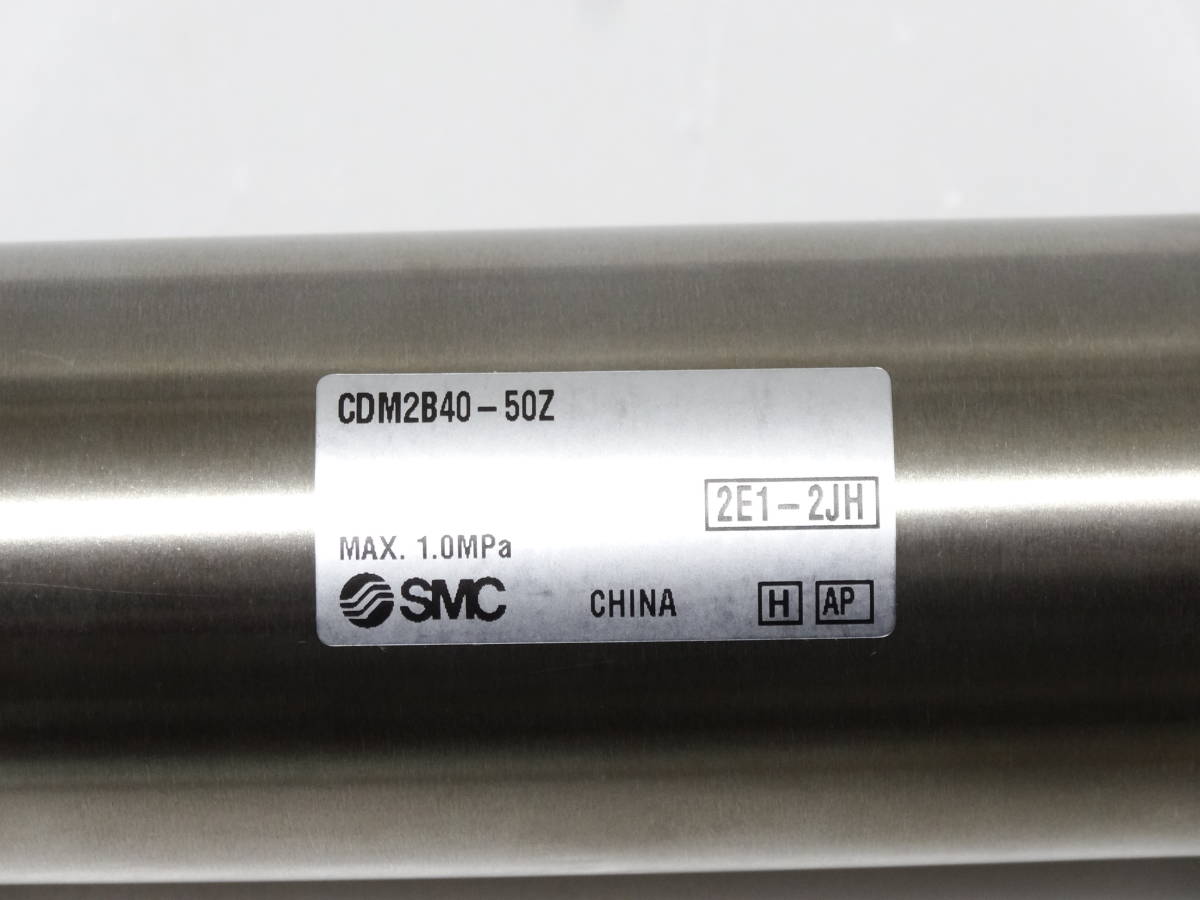 CDM2B40-50Z
2E1-2JH
MAX. 1.0MPa
SMC CHINA H AP